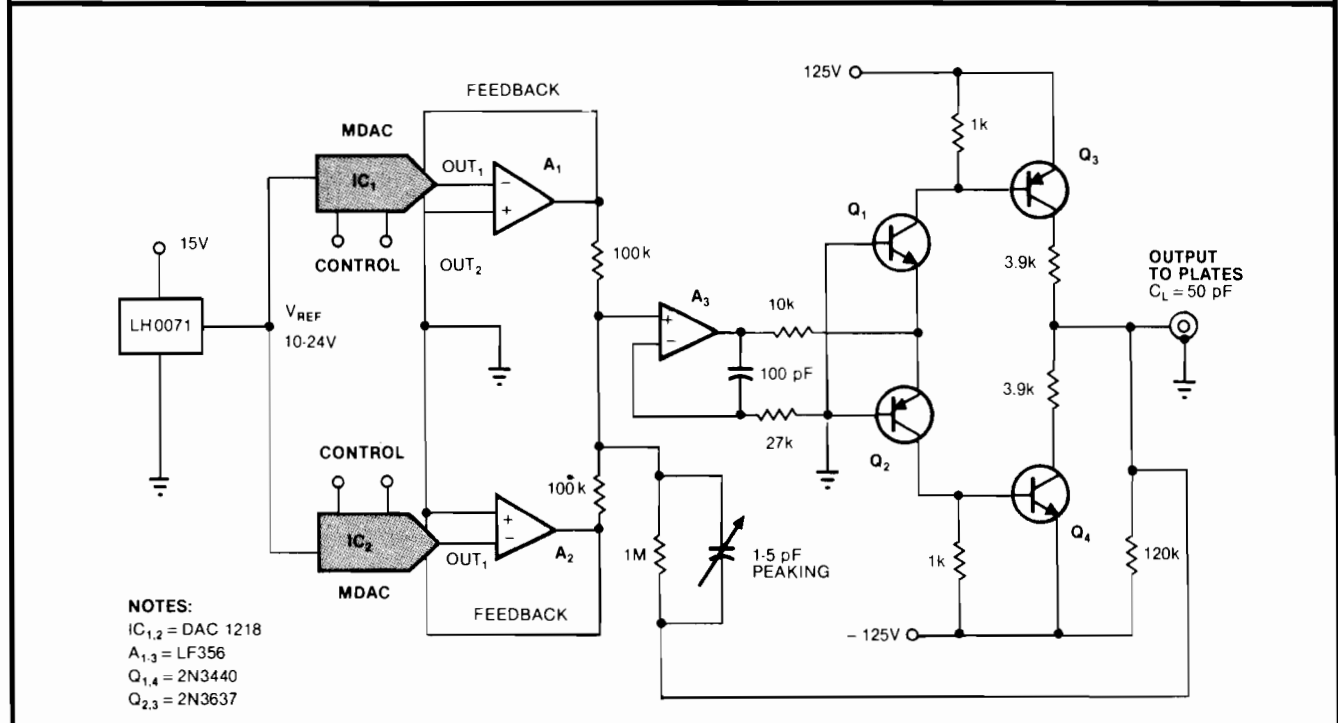 FEEDBACK
MDAC
IC₁
OUT₁
A₁
−
+
CONTROL
OUT₂
15V
LH0071
V_REF
10-24V
100k
A₃
+
−
10k
100 pF
27k
125V
1k
Q₁
Q₃
3.9k
OUTPUT
TO PLATES
C_L = 50 pF
3.9k
Q₂
Q₄
1k
120k
− 125V
CONTROL
100k
+
−
IC₂
OUT₁
A₂
MDAC
FEEDBACK
1M
1-5 pF
PEAKING
NOTES:
IC₁,₂ = DAC 1218
A₁-₃ = LF356
Q₁,₄ = 2N3440
Q₂,₃ = 2N3637